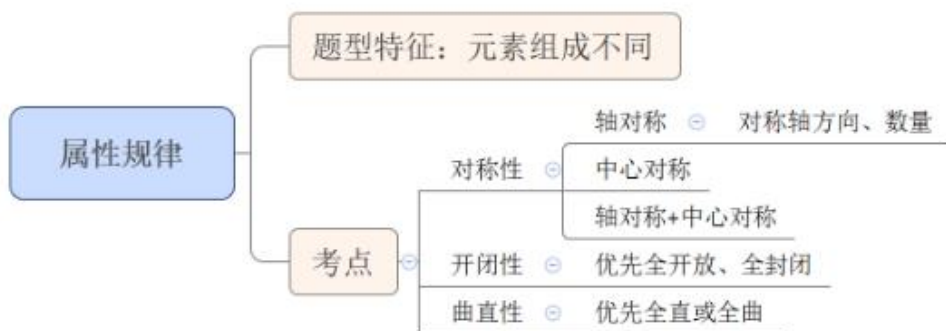 题型特征：元素组成不同
属性规律
轴对称 对称轴方向、数量
对称性 中心对称
轴对称+中心对称
考点
开闭性 优先全开放、全封闭
曲直性 优先全直或全曲